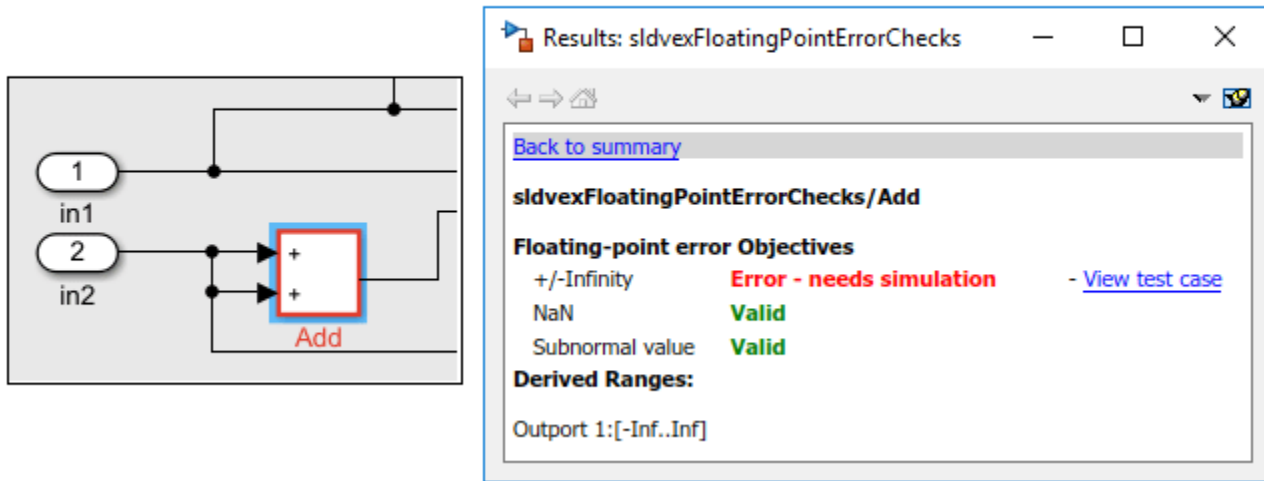 1
in1
2
in2
+
+
Add
Results: sldvexFloatingPointErrorChecks
Back to summary
sldvexFloatingPointErrorChecks/Add
Floating-point error Objectives
+/-Infinity Error - needs simulation - View test case
NaN Valid
Subnormal value Valid
Derived Ranges:
Outport 1:[-Inf..Inf]